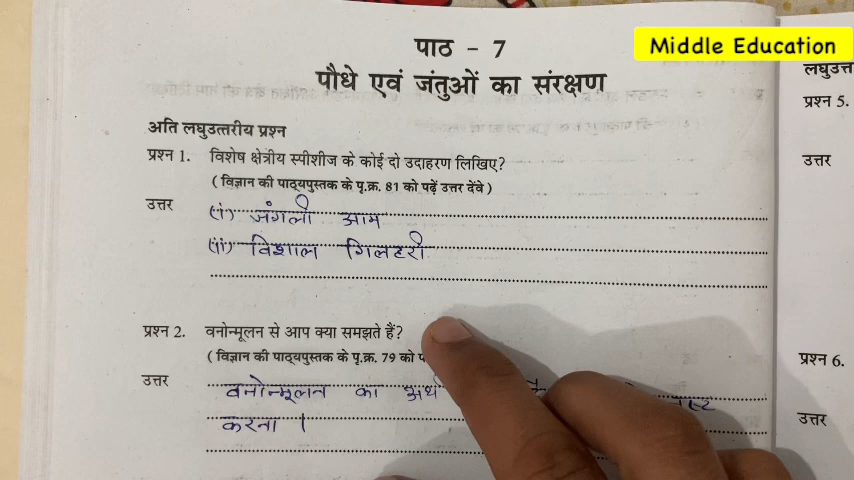 Middle Education
पाठ - 7
पौधे एवं जंतुओं का संरक्षण
अति लघुउत्तरीय प्रश्न
प्रश्न 1. विशेष क्षेत्रीय स्पीशीज के कोई दो उदाहरण लिखिए?
( विज्ञान की पाठ्यपुस्तक के पृ.क्र. 81 को पढ़ें उत्तर देंवे )
उत्तर (i) जंगली आम
(ii) विशाल गिलहरी
प्रश्न 2. वनोन्मूलन से आप क्या समझते हैं?
( विज्ञान की पाठ्यपुस्तक के पृ.क्र. 79 को
उत्तर वनोन्मूलन का अर्थ
करना ।
लघुउत्त
प्रश्न 5.
उत्तर
प्रश्न 6.
उत्तर